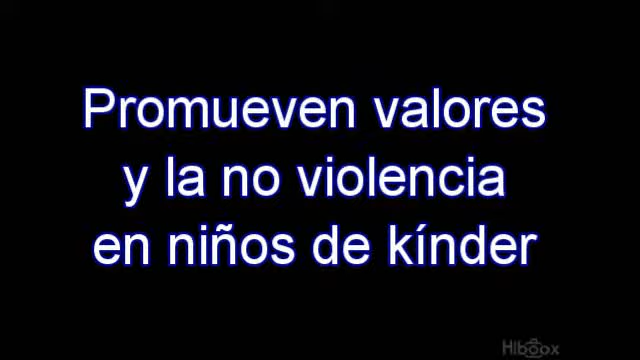 Promueven valores
y la no violencia
en niños de kínder
Hiboox